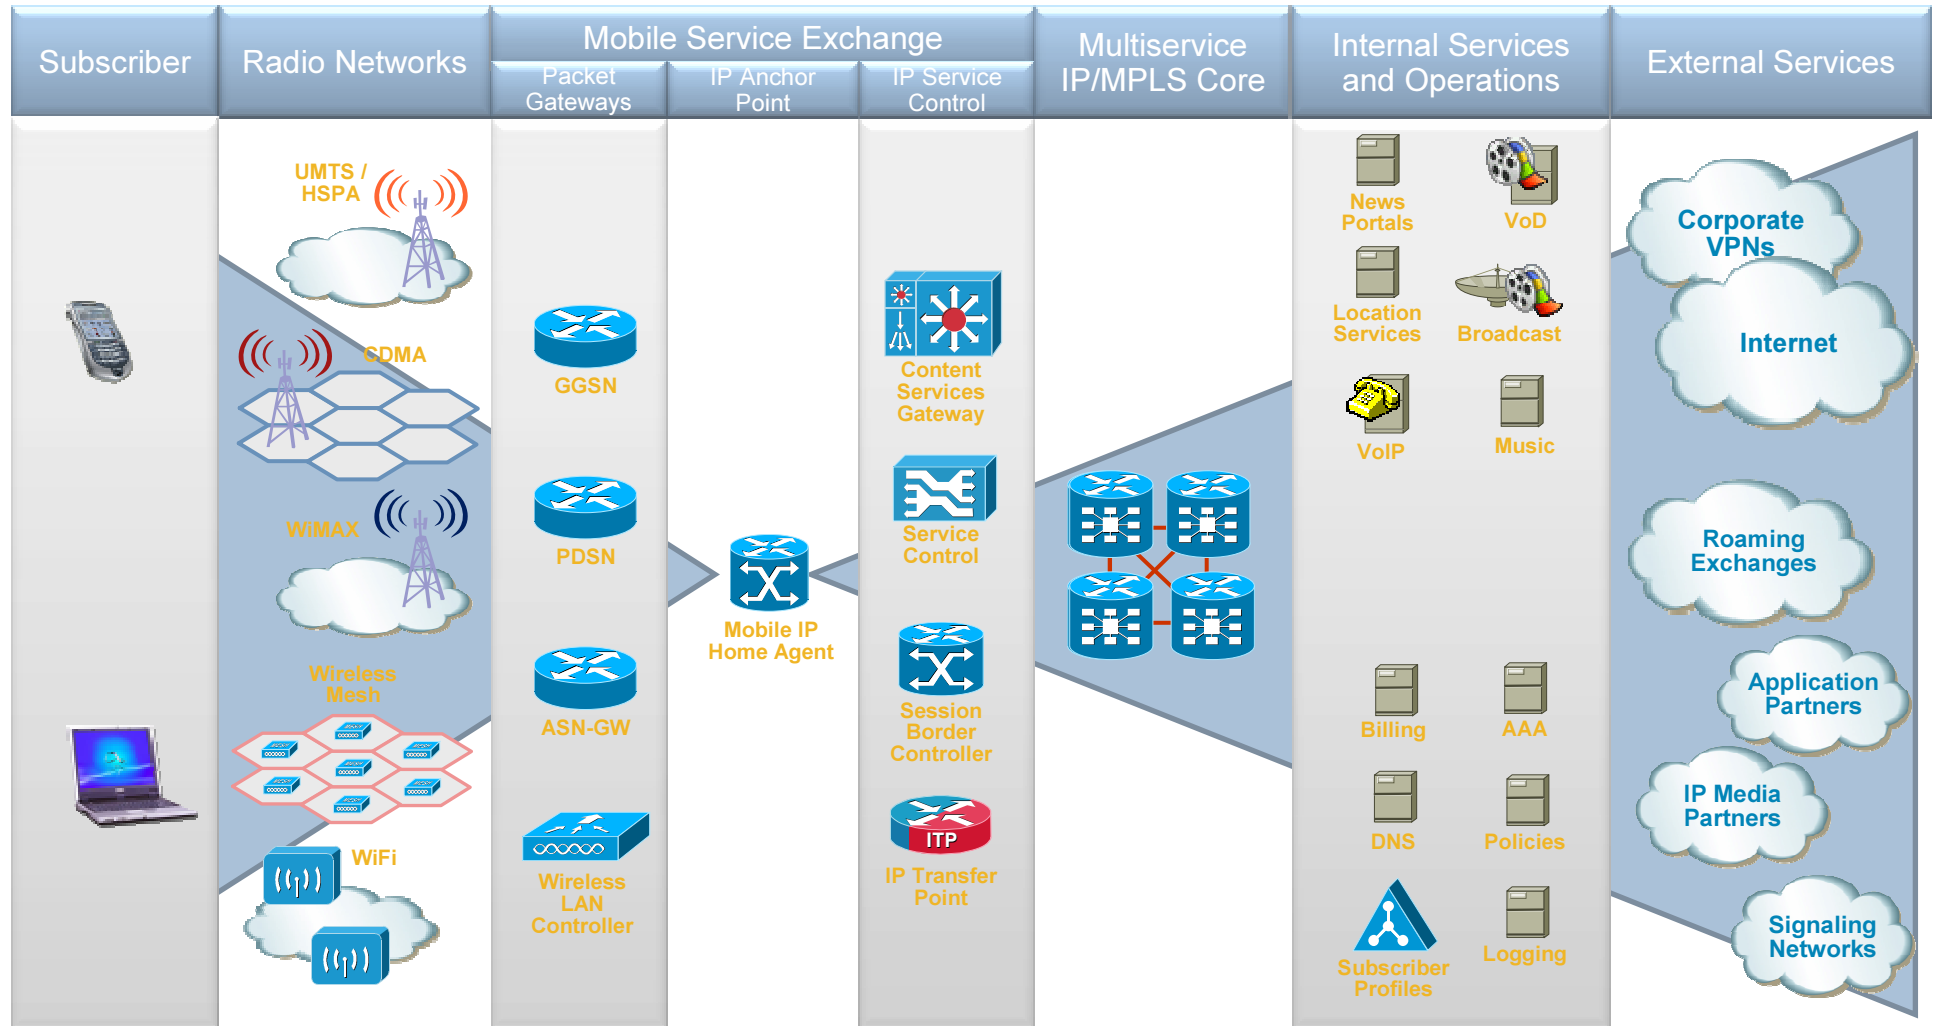 Subscriber
Radio Networks
Mobile Service Exchange
Packet
Gateways
IP Anchor
Point
IP Service
Control
Multiservice
IP/MPLS Core
Internal Services
and Operations
External Services
UMTS /
HSPA
CDMA
WiMAX
Wireless
Mesh
WiFi
GGSN
PDSN
ASN-GW
Wireless
LAN
Controller
Mobile IP
Home Agent
Content
Services
Gateway
Service
Control
Session
Border
Controller
ITP
IP Transfer
Point
News
Portals
VoD
Location
Services
Broadcast
VoIP
Music
Billing
AAA
DNS
Policies
Subscriber
Profiles
Logging
Corporate
VPNs
Internet
Roaming
Exchanges
Application
Partners
IP Media
Partners
Signaling
Networks